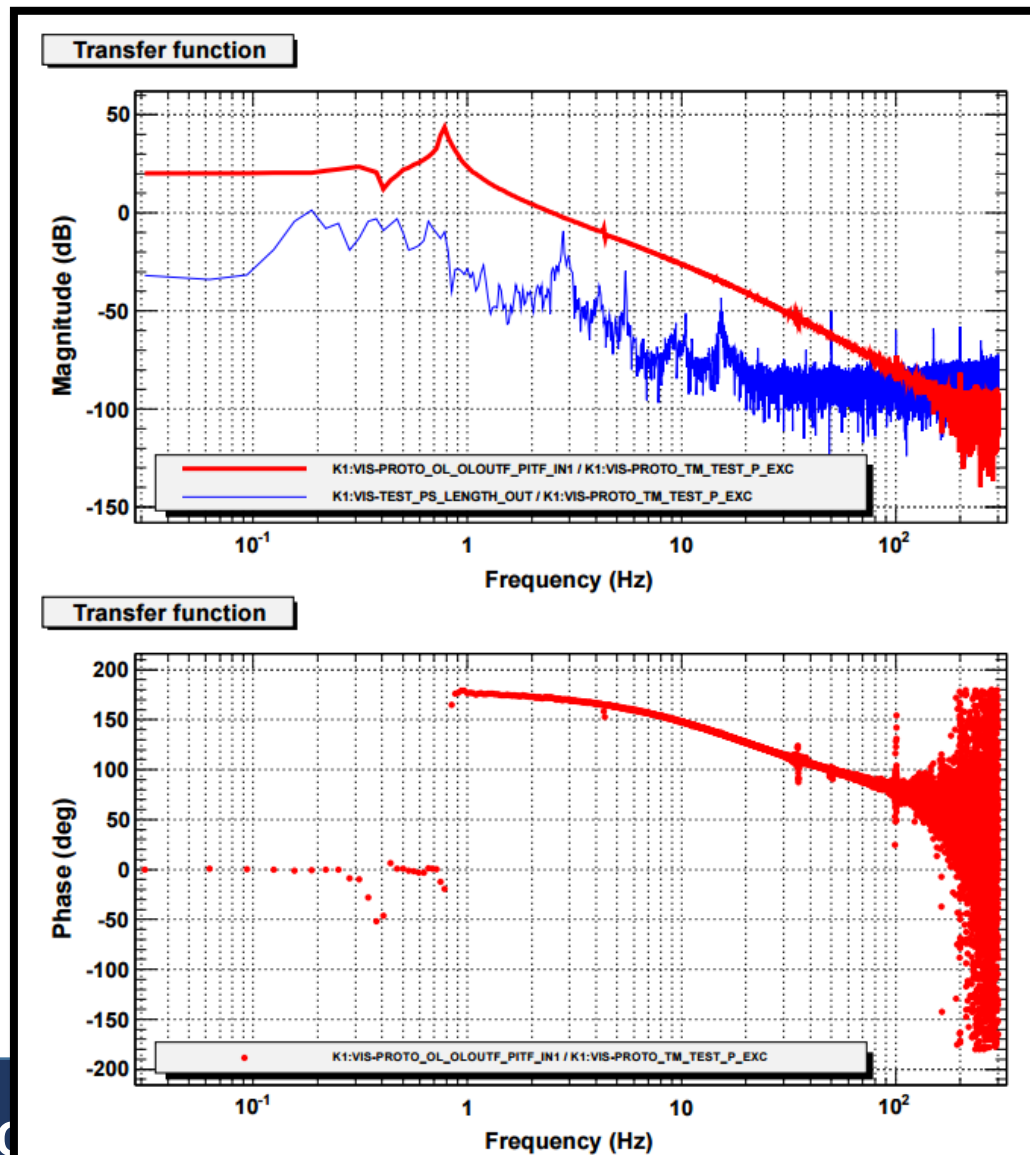 Transfer function
50
0
-50
-100
-150
Magnitude (dB)
K1:VIS-PROTO_OL_OLOUTF_PITF_IN1 / K1:VIS-PROTO_TM_TEST_P_EXC
K1:VIS-TEST_PS_LENGTH_OUT / K1:VIS-PROTO_TM_TEST_P_EXC
10^-1
1
10
10^2
Frequency (Hz)
Transfer function
200
150
100
50
0
-50
-100
-150
-200
Phase (deg)
K1:VIS-PROTO_OL_OLOUTF_PITF_IN1 / K1:VIS-PROTO_TM_TEST_P_EXC
10^-1
1
10
10^2
Frequency (Hz)